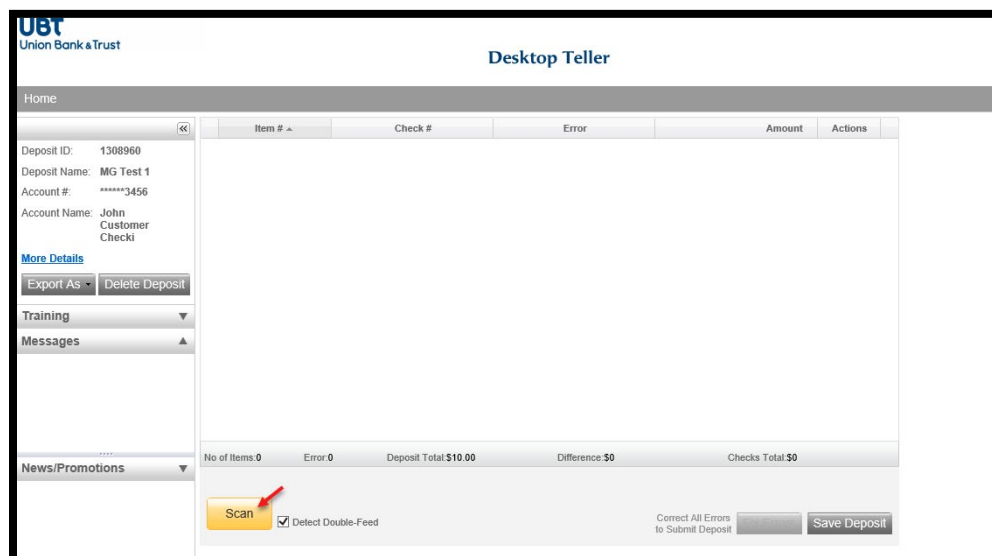 UBT
Union Bank & Trust
Desktop Teller
Home
Item # Check # Error Amount Actions
Deposit ID: 1308960
Deposit Name: MG Test 1
Account #: ******3456
Account Name: John
Customer
Checki
More Details
Export As Delete Deposit
Training
Messages
No of Items:0 Error:0 Deposit Total:$10.00 Difference:$0 Checks Total:$0
News/Promotions
Scan
Detect Double-Feed
Correct All Errors
to Submit Deposit
Save Deposit